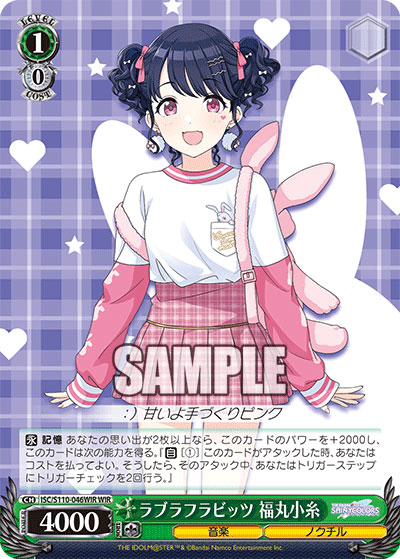 LEVEL
1
0
COST
SAMPLE
:) 甘いよ手づくりピンク
永 記憶 あなたの思い出が2枚以上なら、このカードのパワーを+2000し、
このカードは次の能力を得る。『自 [①] このカードがアタックした時、あなたは
コストを払ってよい。そうしたら、そのアタック中、あなたはトリガーステップ
にトリガーチェックを2回行う。』
CH ISC/S110-046WIR WIR
ラブラフラビッツ 福丸小糸
SHINYCOLORS
POWER
4000
音楽
ノクチル
THE IDOLM@STER™& ©Bandai Namco Entertainment Inc.